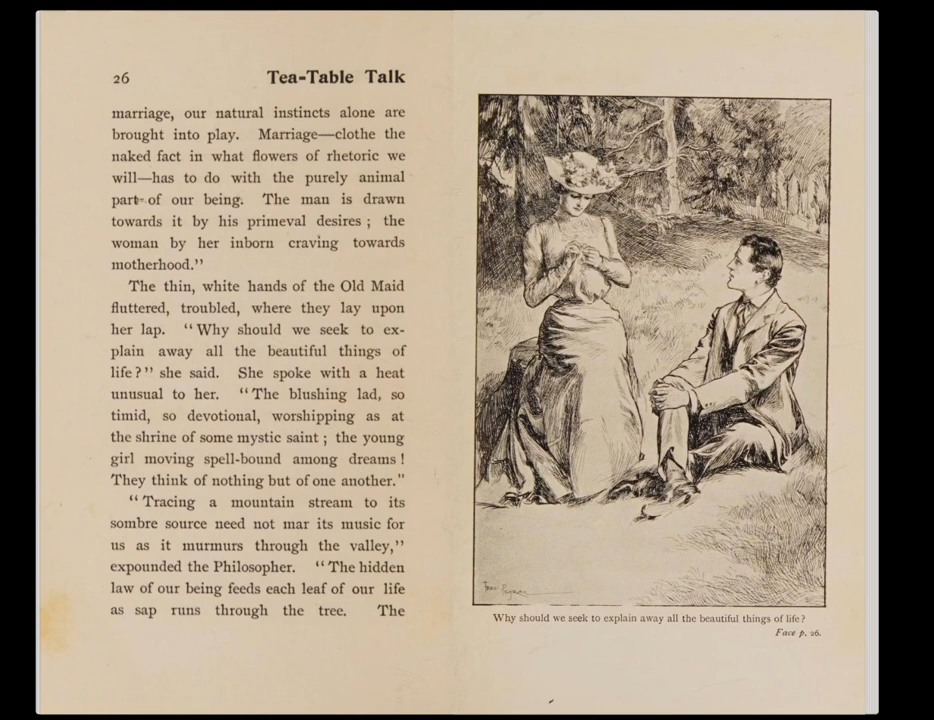 26
Tea-Table Talk
marriage, our natural instincts alone are
brought into play. Marriage—clothe the
naked fact in what flowers of rhetoric we
will—has to do with the purely animal
part of our being. The man is drawn
towards it by his primeval desires ; the
woman by her inborn craving towards
motherhood.”
The thin, white hands of the Old Maid
fluttered, troubled, where they lay upon
her lap. “Why should we seek to ex-
plain away all the beautiful things of
life?” she said. She spoke with a heat
unusual to her. “The blushing lad, so
timid, so devotional, worshipping as at
the shrine of some mystic saint ; the young
girl moving spell-bound among dreams !
They think of nothing but of one another.”
“Tracing a mountain stream to its
sombre source need not mar its music for
us as it murmurs through the valley,”
expounded the Philosopher. “The hidden
law of our being feeds each leaf of our life
as sap runs through the tree. The
Why should we seek to explain away all the beautiful things of life?
Face p. 26.